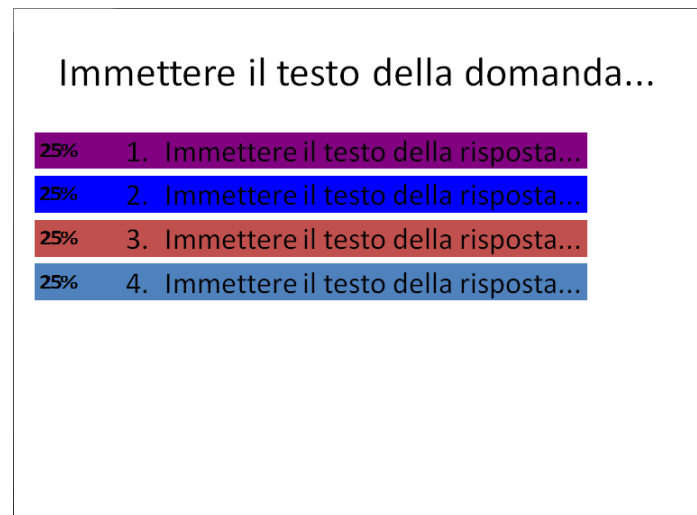 Immettere il testo della domanda...
25% 1. Immettere il testo della risposta...
25% 2. Immettere il testo della risposta...
25% 3. Immettere il testo della risposta...
25% 4. Immettere il testo della risposta...